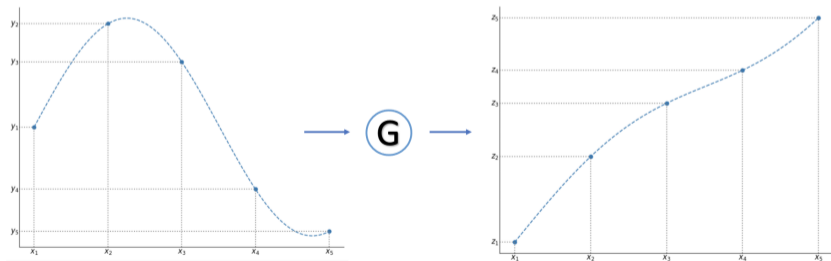 y₂
y₃
y₁
y₄
y₅
x₁ x₂ x₃ x₄ x₅
G
z₅
z₄
z₃
z₂
z₁
x₁ x₂ x₃ x₄ x₅